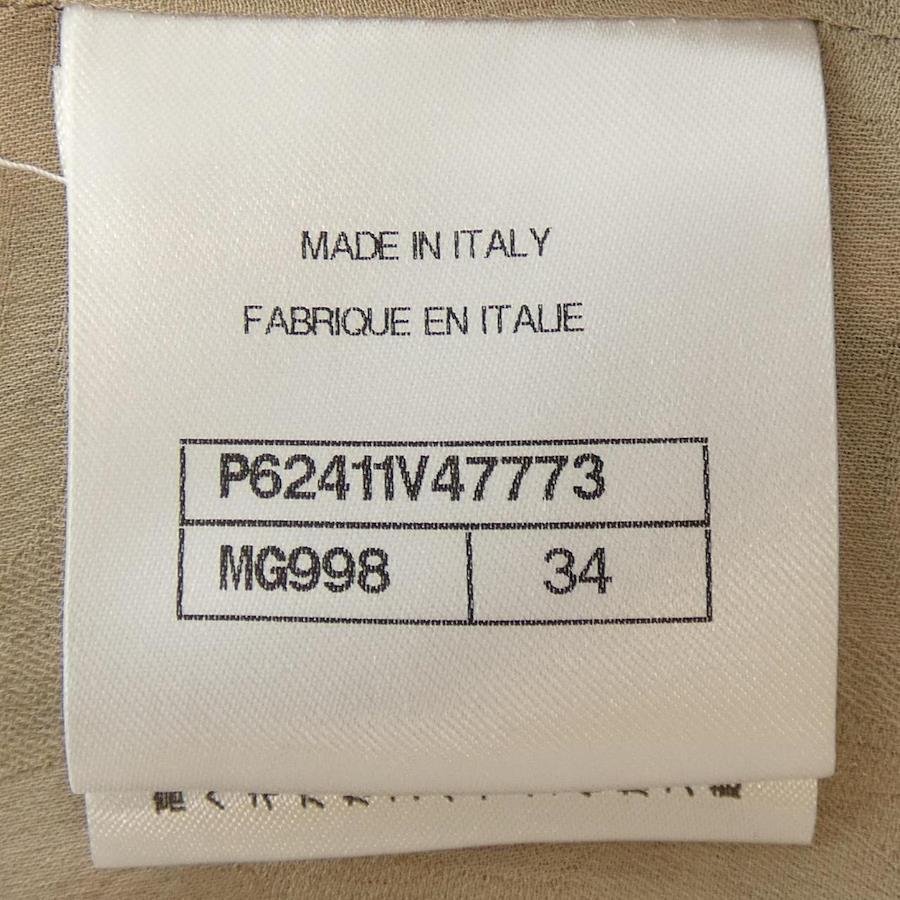 MADE IN ITALY
FABRIQUE EN ITALIE
P62411V47773
MG998 34